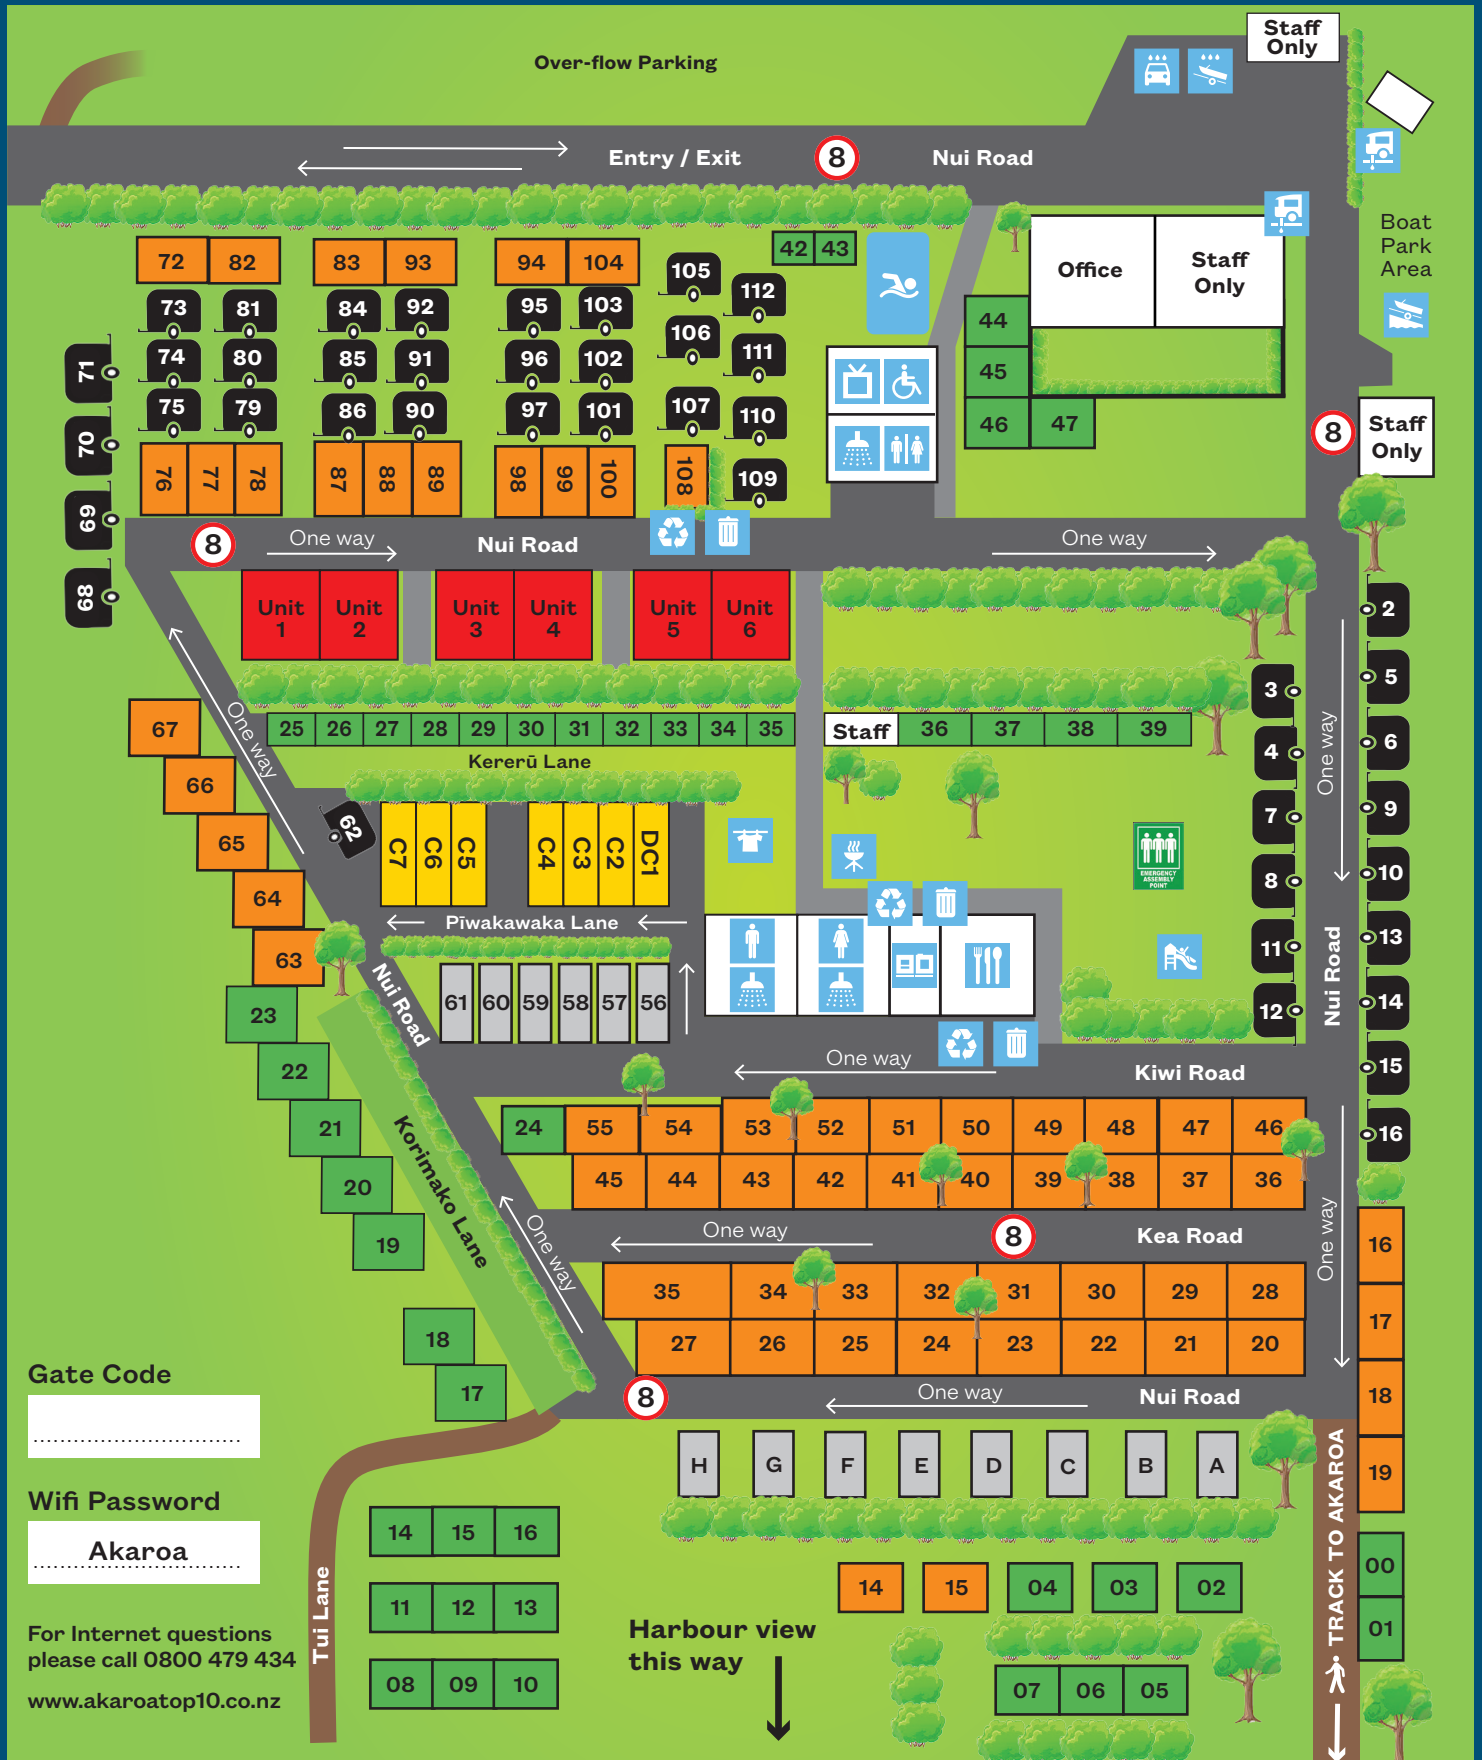 Staff
Only
Over-flow Parking
8
Entry / Exit
Nui Road
Boat
Park
Area
Office
Staff
Only
72 82 83 93 94 104
42 43
105
112
73 81 84 92 95 103
44
106
74 80 85 91 96 102
111
45
71
75 79 86 90 97 101
107
110
46 47
8
Staff
Only
70
76 77 78 87 88 89 98 99 100 108
109
69
8
One way
Nui Road
One way
68
Unit
1
Unit
2
Unit
3
Unit
4
Unit
5
Unit
6
2
3
5
67
One way
25 26 27 28 29 30 31 32 33 34 35
Staff
36 37 38 39
4
6
Kererū Lane
One way
66
62
7
9
65
C7 C6 C5 C4 C3 C2 DC1
EMERGENCY
ASSEMBLY
POINT
8
10
64
Pīwakawaka Lane
11
13
63
Nui Road
61 60 59 58 57 56
Nui Road
12
14
23
22
One way
Kiwi Road
15
21
Korimako Lane
24 55 54 53 52 51 50 49 48 47 46
16
20
45 44 43 42 41 40 39 38 37 36
19
One way
One way
8
Kea Road
One way
16
35 34 33 32 31 30 29 28
17
18
27 26 25 24 23 22 21 20
17
8
One way
Nui Road
18
Gate Code
H G F E D C B A
19
TRACK TO AKAROA
Wifi Password
Akaroa
14 15 16
Tui Lane
14 15 04 03 02
00
11 12 13
01
For Internet questions
please call 0800 479 434
Harbour view
this way
www.akaroatop10.co.nz
08 09 10
07 06 05